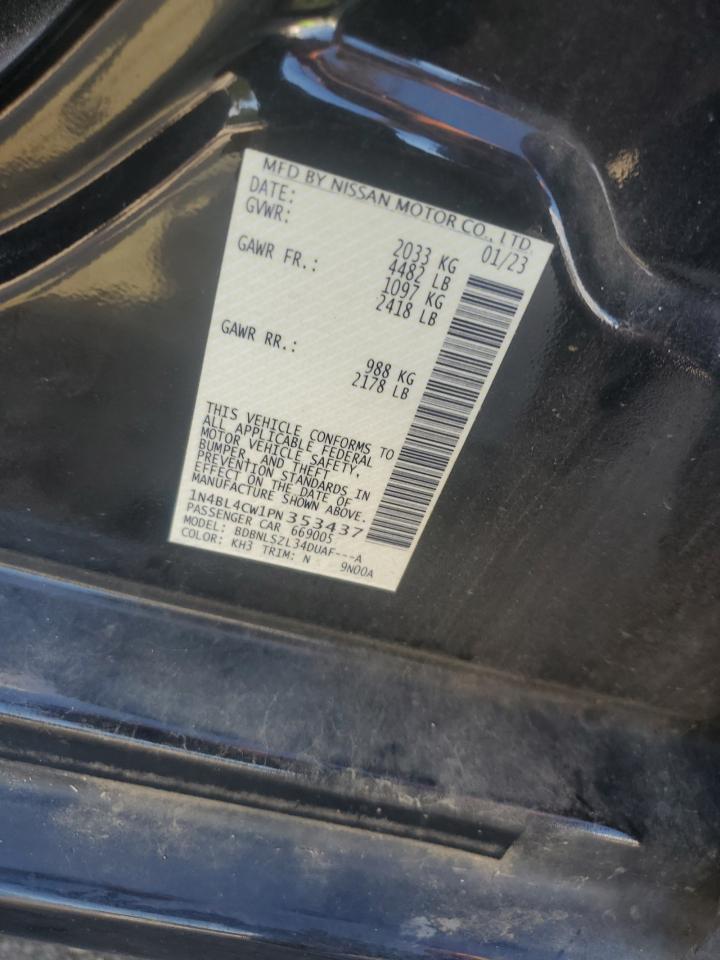 MFD BY NISSAN MOTOR CO., LTD.
DATE: 01/23
GVWR: 2033 KG
4482 LB
GAWR FR.: 1097 KG
2418 LB
GAWR RR.: 988 KG
2178 LB
THIS VEHICLE CONFORMS TO
ALL APPLICABLE FEDERAL
MOTOR VEHICLE SAFETY,
BUMPER, AND THEFT
PREVENTION STANDARDS IN
EFFECT ON THE DATE OF
MANUFACTURE SHOWN ABOVE.
1N4BL4CW1PN353437
PASSENGER CAR 669005
MODEL: BDBNLSZL34DUAF---A
COLOR: KH3 TRIM: N 9N00A